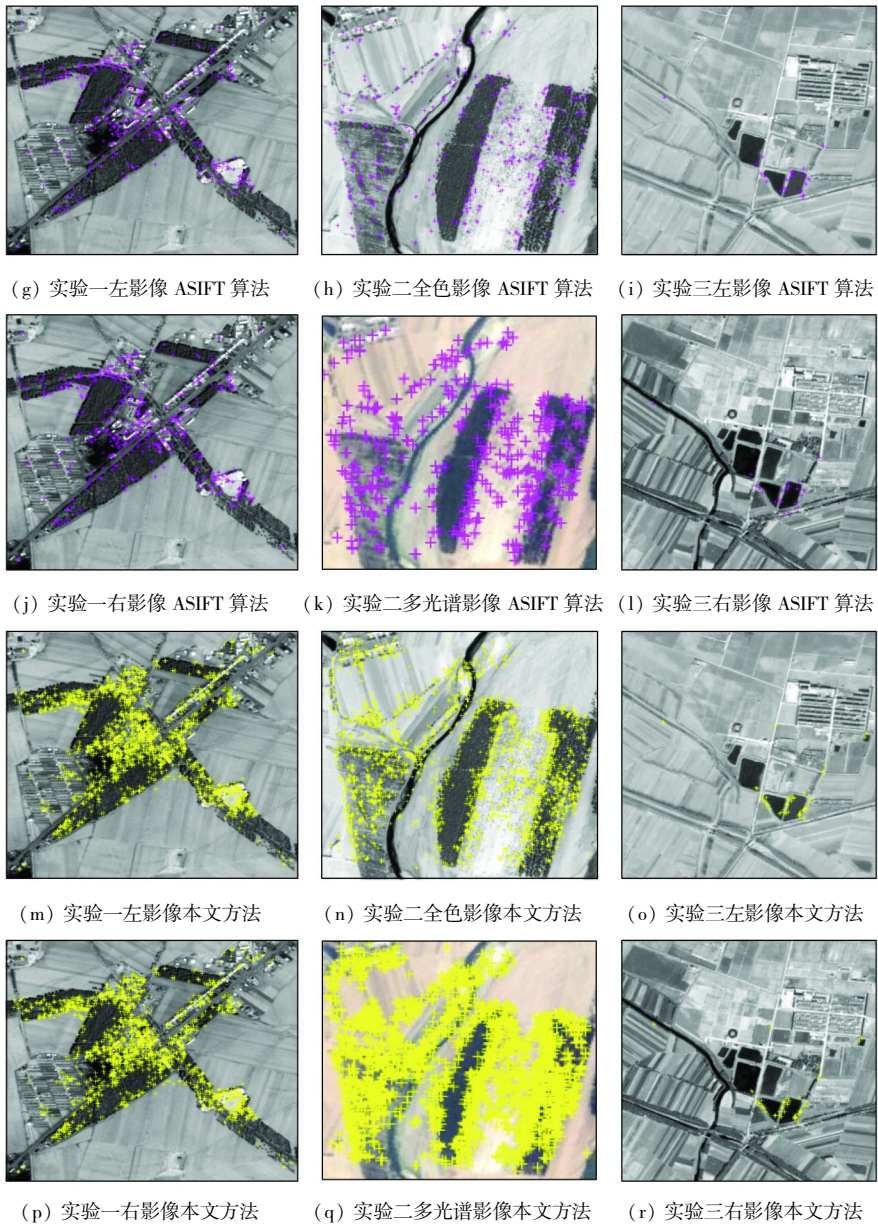 (g) 实验一左影像 ASIFT 算法
(h) 实验二全色影像 ASIFT 算法
(i) 实验三左影像 ASIFT 算法
(j) 实验一右影像 ASIFT 算法
(k) 实验二多光谱影像 ASIFT 算法
(l) 实验三右影像 ASIFT 算法
(m) 实验一左影像本文方法
(n) 实验二全色影像本文方法
(o) 实验三左影像本文方法
(p) 实验一右影像本文方法
(q) 实验二多光谱影像本文方法
(r) 实验三右影像本文方法